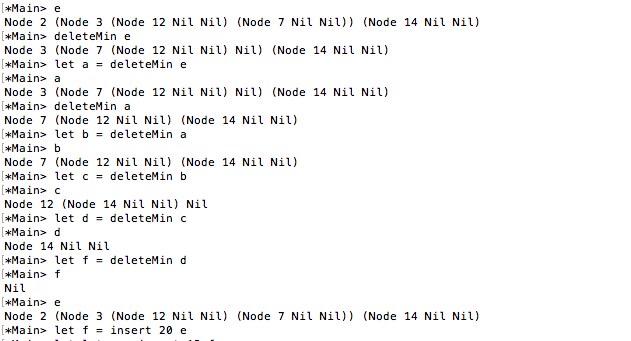 [*Main> e
Node 2 (Node 3 (Node 12 Nil Nil) (Node 7 Nil Nil)) (Node 14 Nil Nil)
[*Main> deleteMin e
Node 3 (Node 7 (Node 12 Nil Nil) Nil) (Node 14 Nil Nil)
[*Main> let a = deleteMin e
[*Main> a
Node 3 (Node 7 (Node 12 Nil Nil) Nil) (Node 14 Nil Nil)
[*Main> deleteMin a
Node 7 (Node 12 Nil Nil) (Node 14 Nil Nil)
[*Main> let b = deleteMin a
[*Main> b
Node 7 (Node 12 Nil Nil) (Node 14 Nil Nil)
[*Main> let c = deleteMin b
[*Main> c
Node 12 (Node 14 Nil Nil) Nil
[*Main> let d = deleteMin c
[*Main> d
Node 14 Nil Nil
[*Main> let f = deleteMin d
[*Main> f
Nil
[*Main> e
Node 2 (Node 3 (Node 12 Nil Nil) (Node 7 Nil Nil)) (Node 14 Nil Nil)
[*Main> let f = insert 20 e